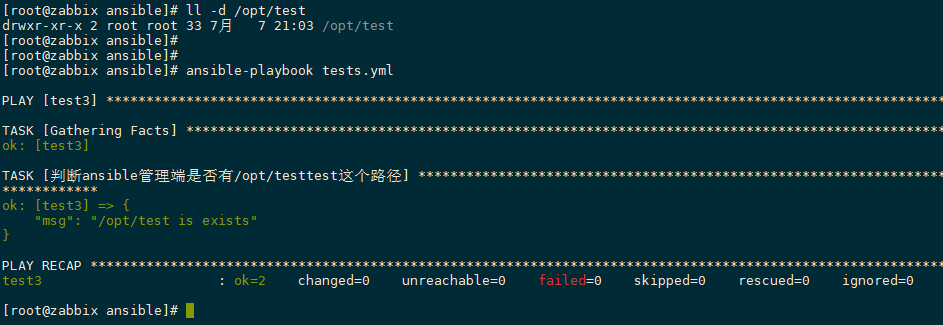 [root@zabbix ansible]# ll -d /opt/test
drwxr-xr-x 2 root root 33 7月   7 21:03 /opt/test
[root@zabbix ansible]#
[root@zabbix ansible]#
[root@zabbix ansible]# ansible-playbook tests.yml
PLAY [test3] *********************************************************************************************************
TASK [Gathering Facts] ***********************************************************************************************
ok: [test3]
TASK [判断ansible管理端是否有/opt/testtest这个路径] ******************************************************************
************
ok: [test3] => {
    "msg": "/opt/test is exists"
}
PLAY RECAP ***********************************************************************************************************
test3                      : ok=2    changed=0    unreachable=0    failed=0    skipped=0    rescued=0    ignored=0
[root@zabbix ansible]#